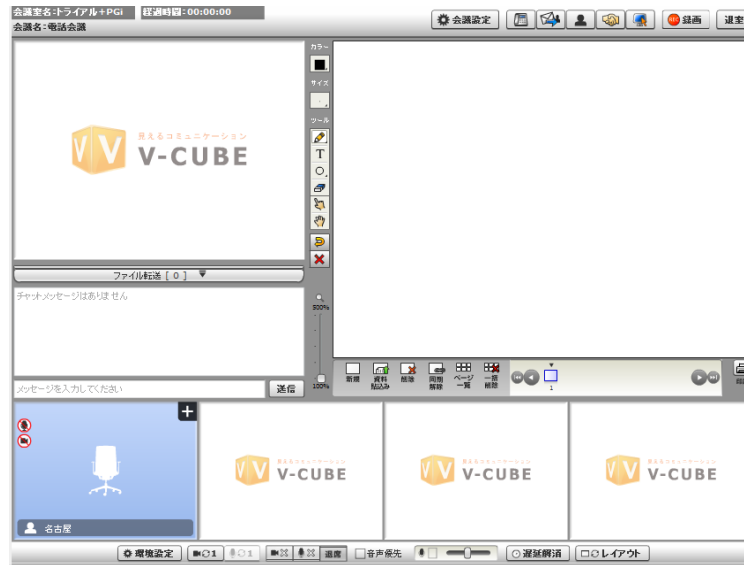 会議室名:トライアル+PGi 経過時間:00:00:00
会議名:電話会議
会議設定
録画
退室
カラー
サイズ
ツール
T
見えるコミュニケーション
V-CUBE
ファイル転送 [ 0 ] ▼
チャットメッセージはありません
メッセージを入力してください
送信
500%
100%
新規
資料
貼込み
削除
同期
解除
ページ
一覧
一括
削除
1
名古屋
見えるコミュニケーション
V-CUBE
見えるコミュニケーション
V-CUBE
見えるコミュニケーション
V-CUBE
環境設定
1
1
退席
音声優先
遅延解消
レイアウト